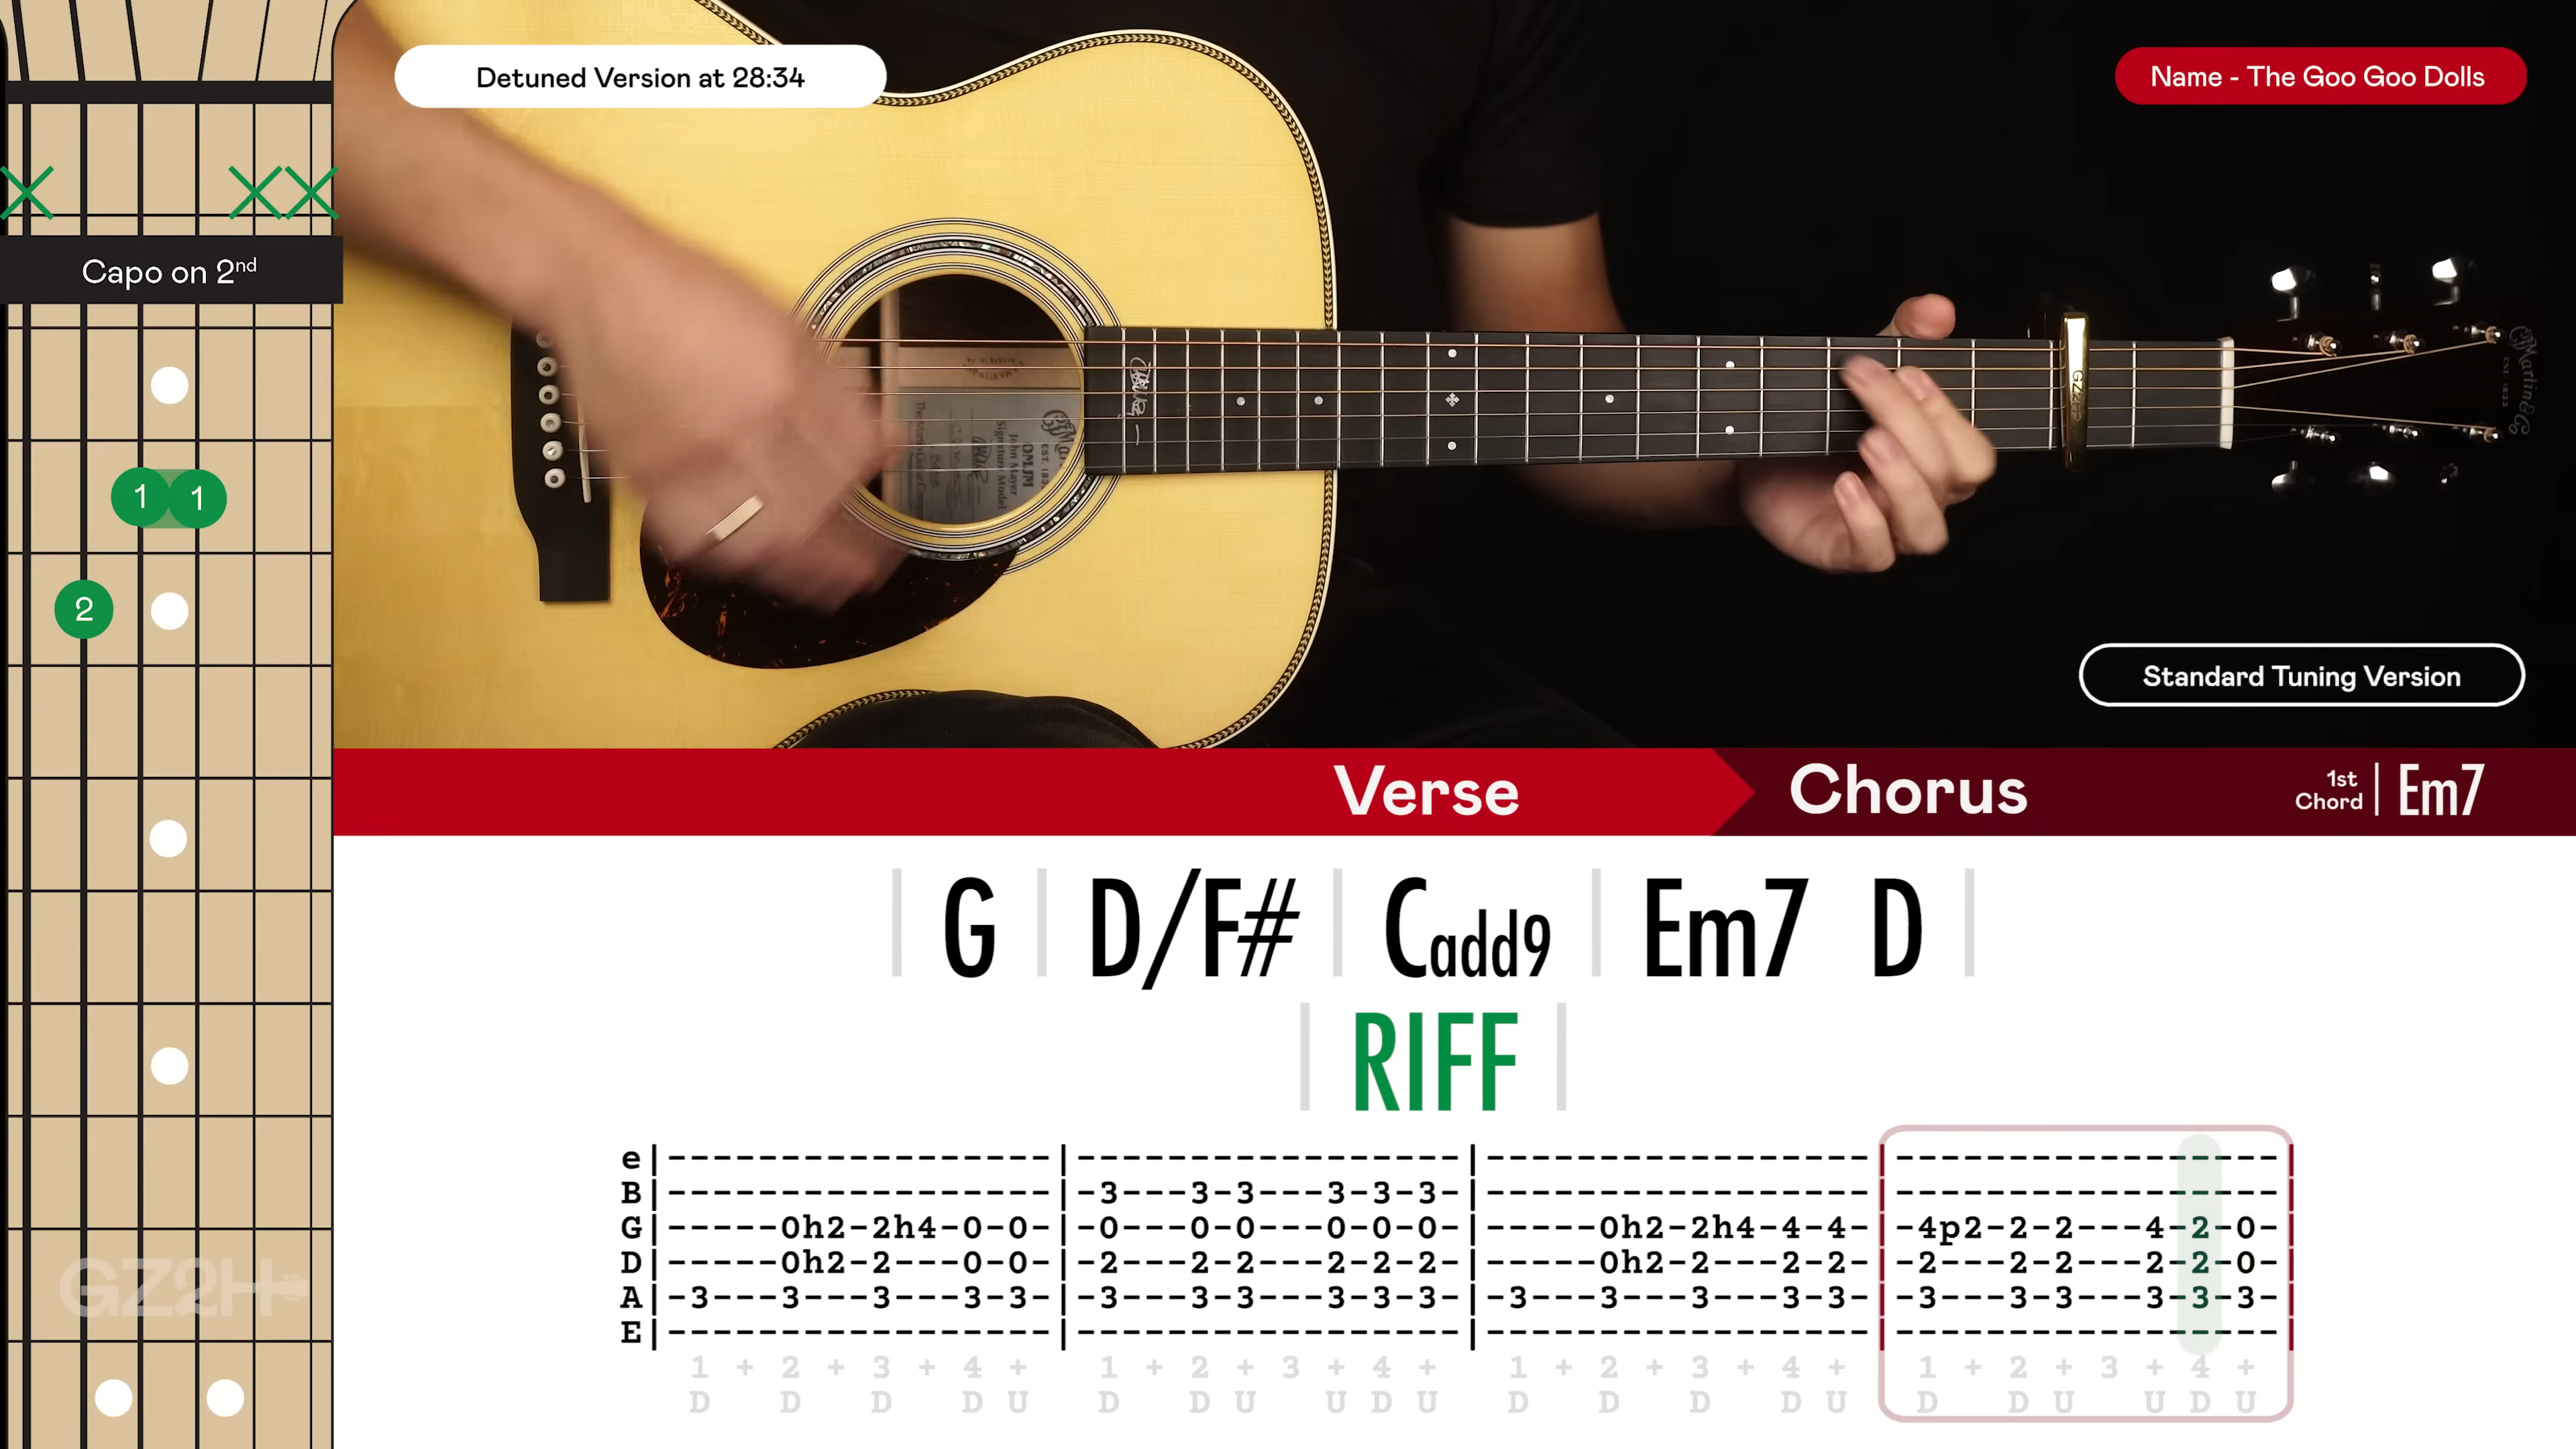 Detuned Version at 28:34
Name - The Goo Goo Dolls
Capo on 2nd
1 1
2
GZ2H
Standard Tuning Version
Verse
Chorus
1st Chord | Em7
| G | D/F# | Cadd9 | Em7 D |
| RIFF |
e|-----------------|-----------------|-----------------|-----------------|
B|-----------------|-3---3-3---3-3-3-|-----------------|-----------------|
G|-----0h2-2h4-0-0-|-0---0-0---0-0-0-|-----0h2-2h4-4-4-|-4p2-2-2---4-2-0-|
D|-----0h2-2---0-0-|-2---2-2---2-2-2-|-----0h2-2---2-2-|-2---2-2---2-2-0-|
A|-3---3---3---3-3-|-3---3-3---3-3-3-|-3---3---3---3-3-|-3---3-3---3-3-3-|
E|-----------------|-----------------|-----------------|-----------------|
1 + 2 + 3 + 4 + 1 + 2 + 3 + 4 + 1 + 2 + 3 + 4 + 1 + 2 + 3 + 4 +
D D D D U D D U U D U D D D D U D D U U D U